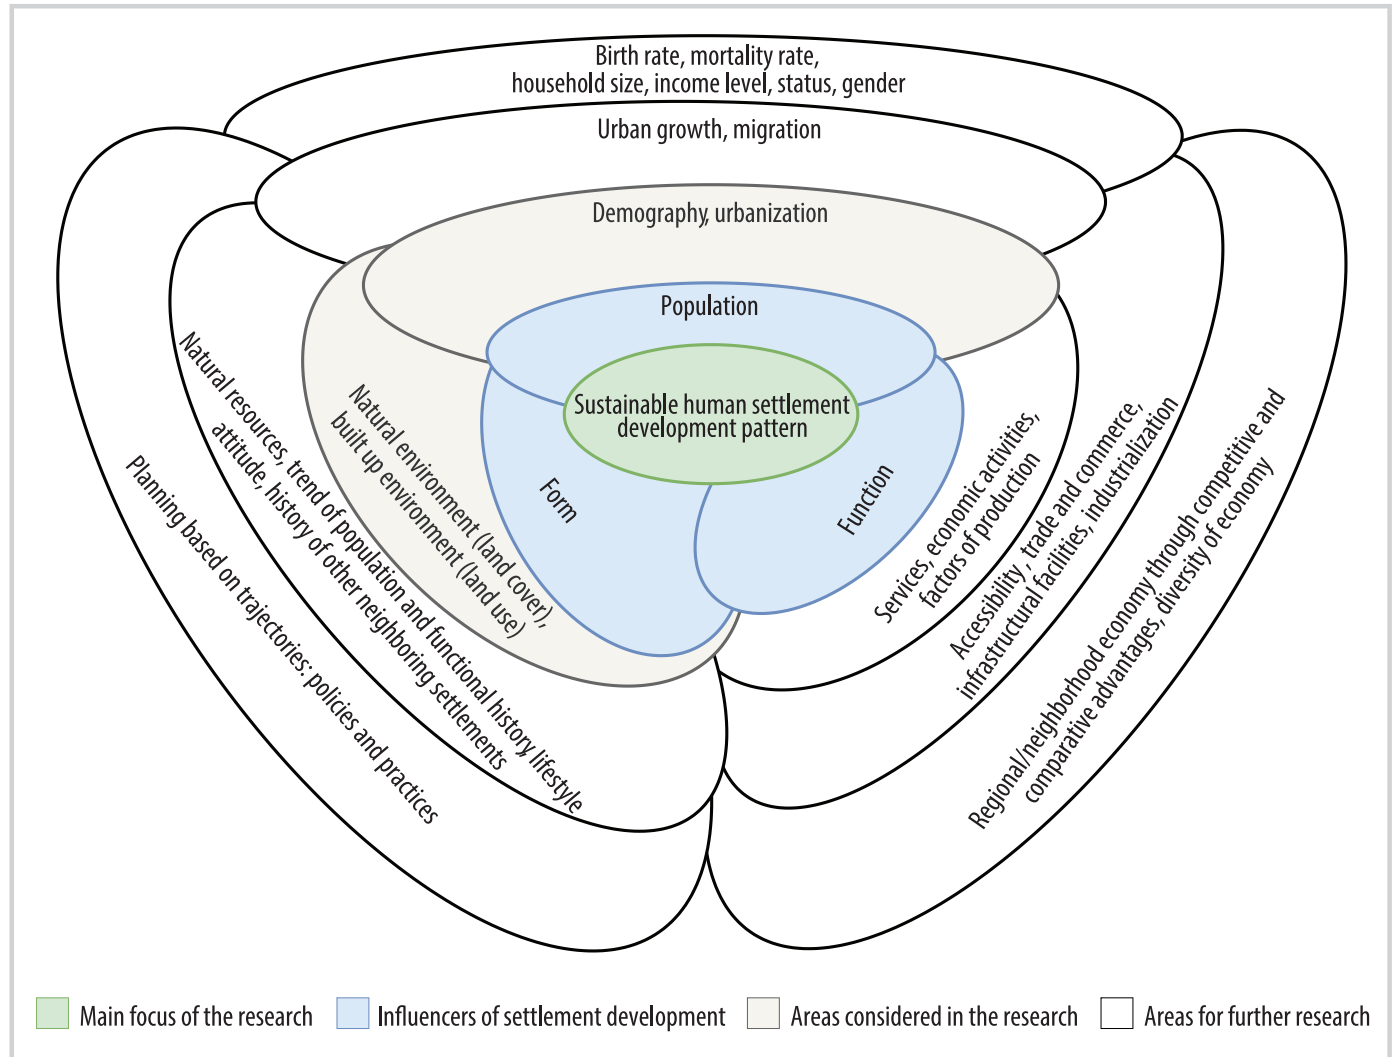 Birth rate, mortality rate,
household size, income level, status, gender
Urban growth, migration
Demography, urbanization
Population
Sustainable human settlement
development pattern
Form
Function
Natural environment (land cover),
built up environment (land use)
Services, economic activities,
factors of production
Natural resources, trend of population and functional history, lifestyle
attitude, history of other neighboring settlements
Accessibility, trade and commerce,
infrastructural facilities, industrialization
Planning based on trajectories: policies and practices
Regional/neighborhood economy through competitive and
comparative advantages, diversity of economy
Main focus of the research
Influencers of settlement development
Areas considered in the research
Areas for further research